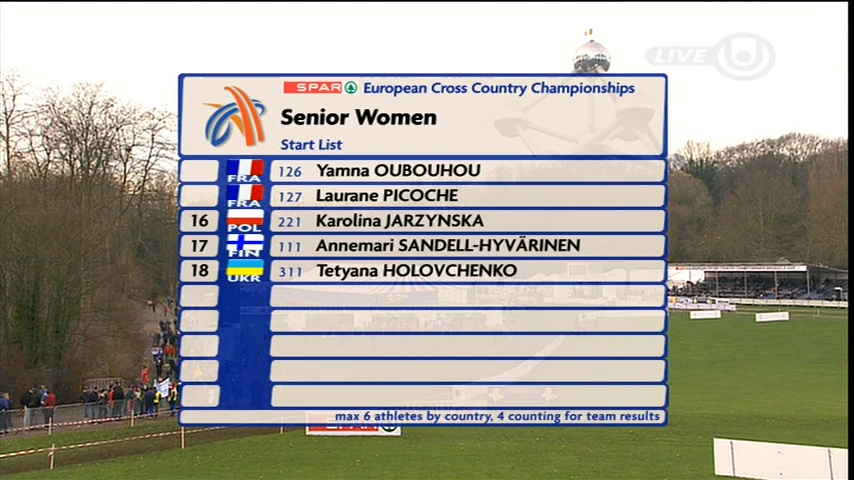 LIVE
SPAR European Cross Country Championships
Senior Women
Start List
FRA 126 Yamna OUBOUHOU
FRA 127 Laurane PICOCHE
16 POL 221 Karolina JARZYNSKA
17 FIN 111 Annemari SANDELL-HYVÄRINEN
18 UKR 311 Tetyana HOLOVCHENKO
max 6 athletes by country, 4 counting for team results
SPAR